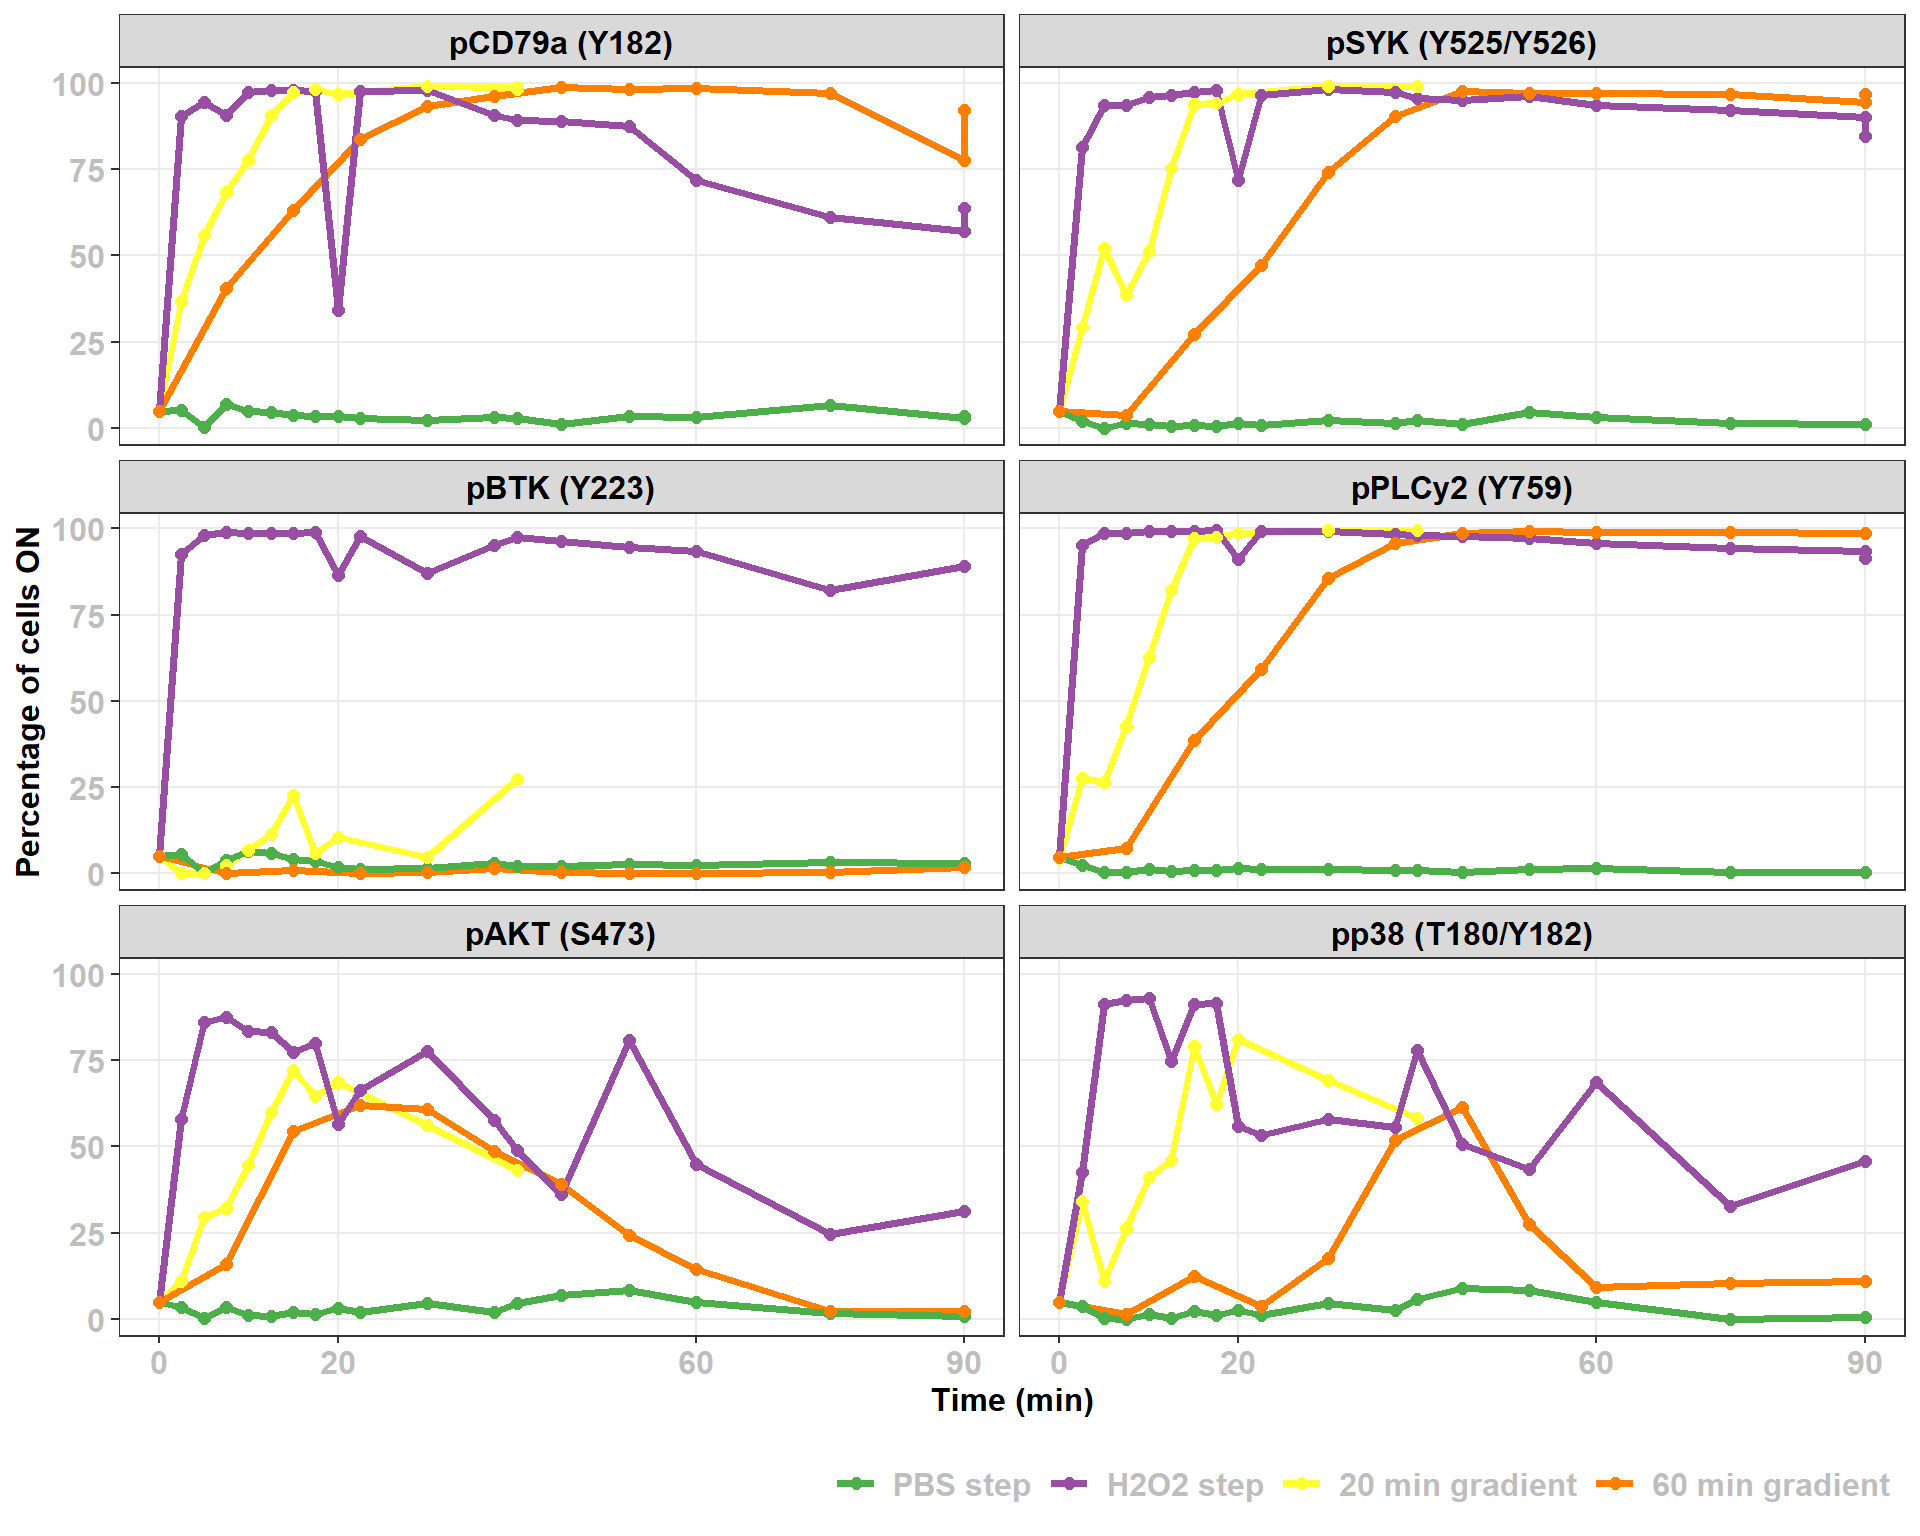 pCD79a (Y182)
pSYK (Y525/Y526)
100
75
50
25
0
pBTK (Y223)
pPLCy2 (Y759)
100
75
50
25
0
Percentage of cells ON
pAKT (S473)
pp38 (T180/Y182)
100
75
50
25
0
0 20 60 90
0 20 60 90
Time (min)
PBS step H2O2 step 20 min gradient 60 min gradient